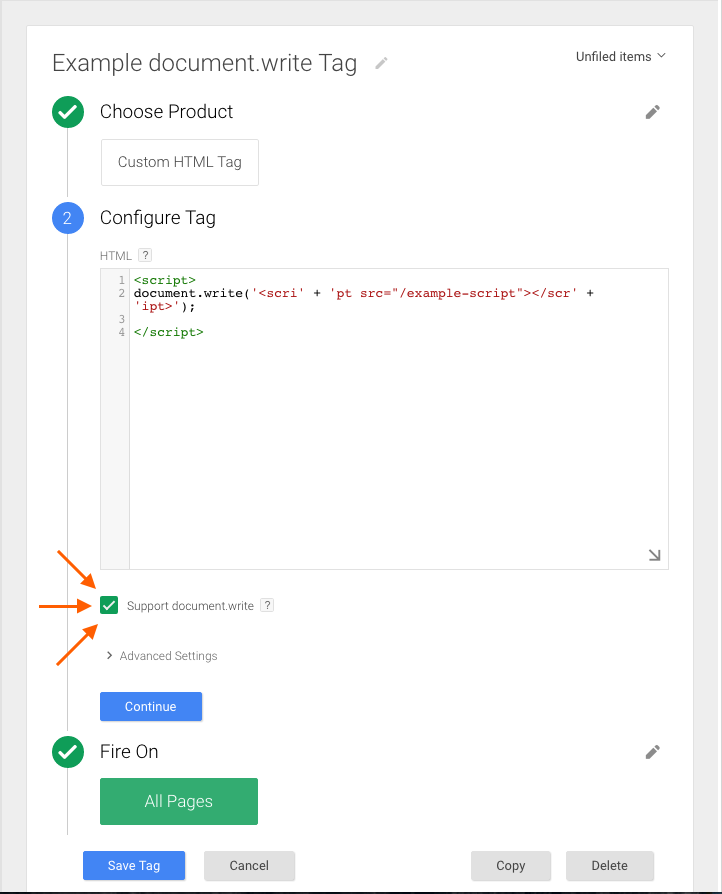 Example document.write Tag
Unfiled items
Choose Product
Custom HTML Tag
2
Configure Tag
HTML ?
1 <script>
2 document.write('<scri' + 'pt src="/example-script"></scr' +
'ipt>');
3
4 </script>
Support document.write ?
Advanced Settings
Continue
Fire On
All Pages
Save Tag Cancel Copy Delete